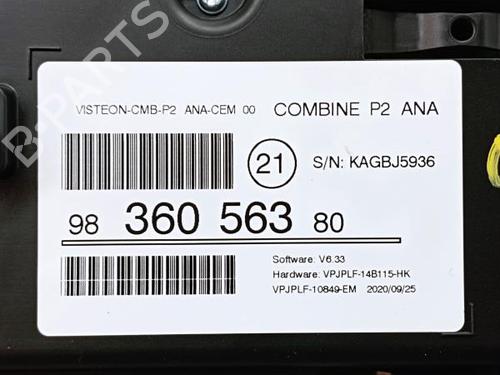 B-PARTS
VISTEON-CMB-P2 ANA-CEM 00 COMBINE P2 ANA
21 S/N: KAGBJ5936
98 360 563 80
Software: V6.33
Hardware: VPJPLF-14B115-HK
VPJPLF-10849-EM 2020/09/25